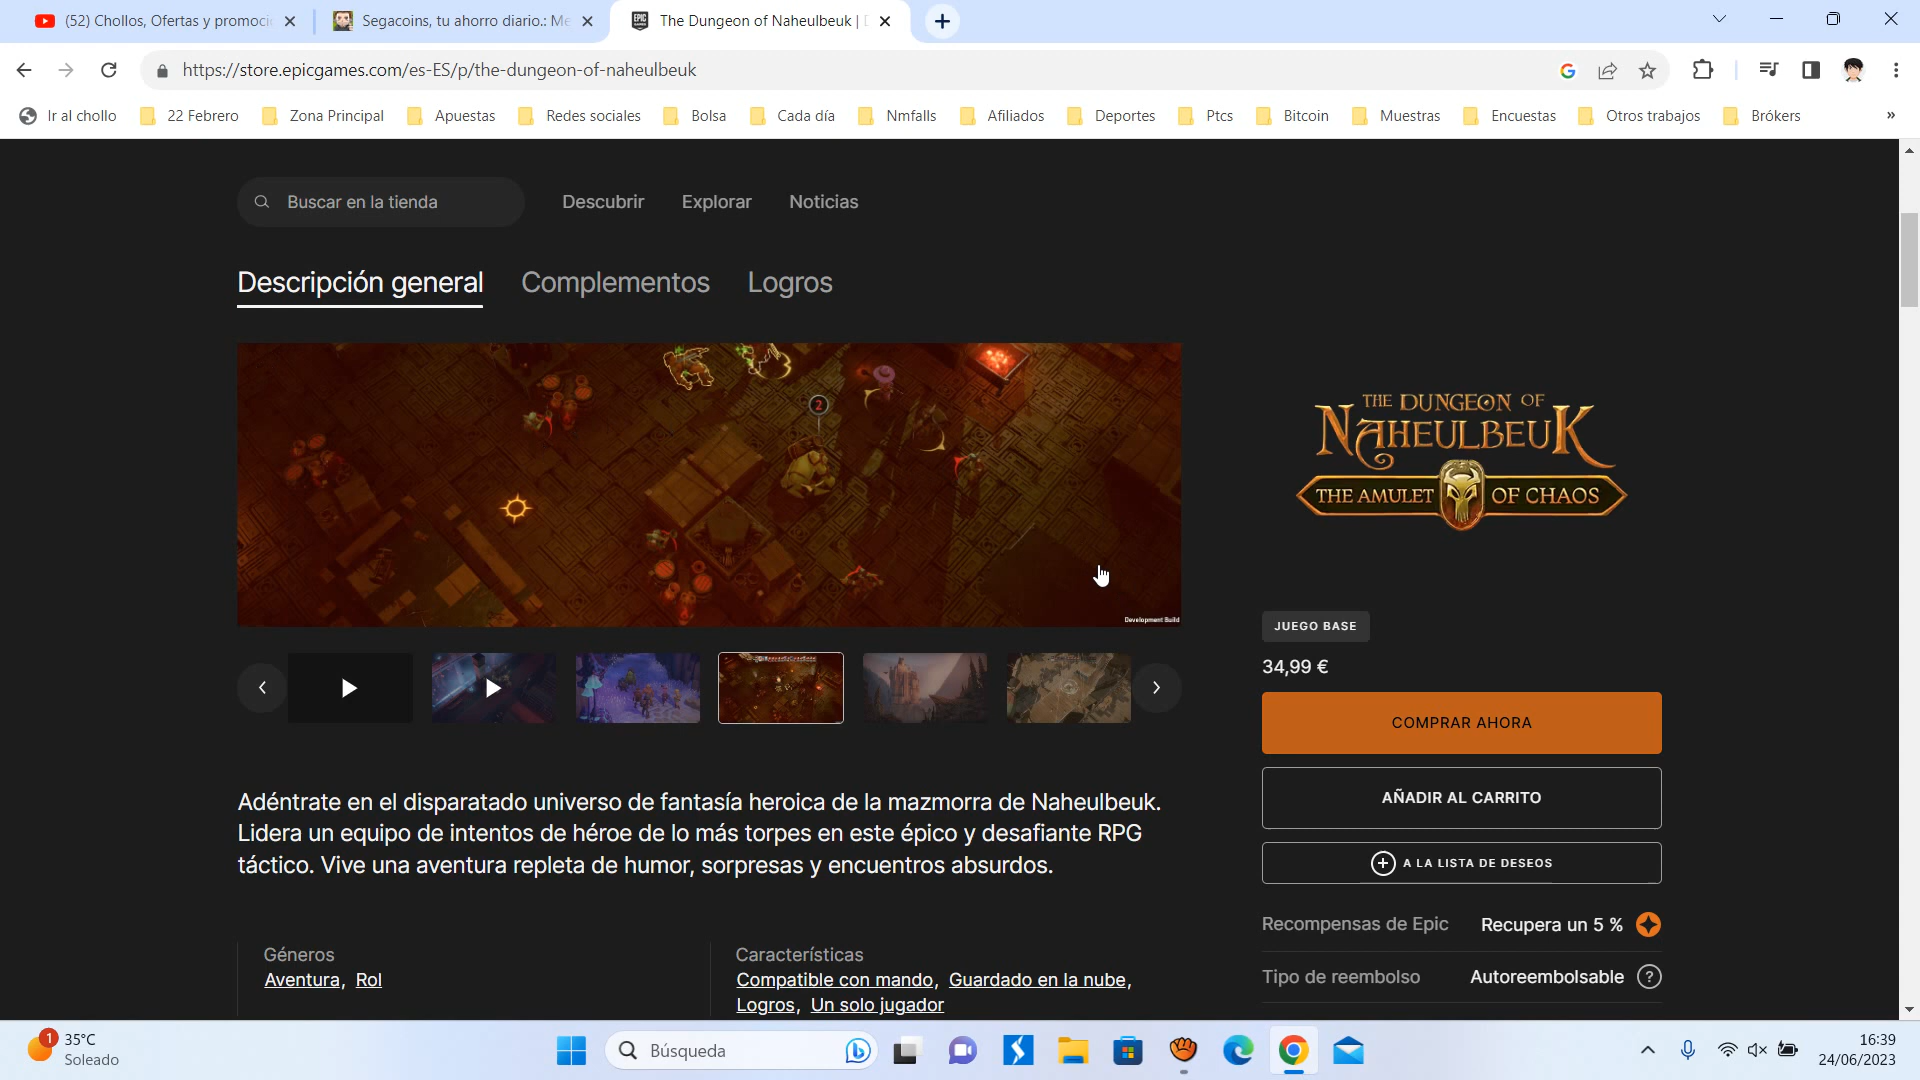 (52) Chollos, Ofertas y promoci
Segacoins, tu ahorro diario.: Me
The Dungeon of Naheulbeuk |
https://store.epicgames.com/es-ES/p/the-dungeon-of-naheulbeuk
Ir al chollo
22 Febrero
Zona Principal
Apuestas
Redes sociales
Bolsa
Cada día
Nmfalls
Afiliados
Deportes
Ptcs
Bitcoin
Muestras
Encuestas
Otros trabajos
Brókers
»
Buscar en la tienda
Descubrir
Explorar
Noticias
Descripción general
Complementos
Logros
2
Development Build
THE DUNGEON OF
NAHEULBEUK
THE AMULET OF CHAOS
JUEGO BASE
34,99 €
COMPRAR AHORA
AÑADIR AL CARRITO
A LA LISTA DE DESEOS
Recompensas de Epic Recupera un 5 %
Tipo de reembolso Autoreembolsable ?
Adéntrate en el disparatado universo de fantasía heroica de la mazmorra de Naheulbeuk.
Lidera un equipo de intentos de héroe de lo más torpes en este épico y desafiante RPG
táctico. Vive una aventura repleta de humor, sorpresas y encuentros absurdos.
Géneros
Aventura, Rol
Características
Compatible con mando, Guardado en la nube,
Logros, Un solo jugador
1
35°C
Soleado
Búsqueda
16:39
24/06/2023